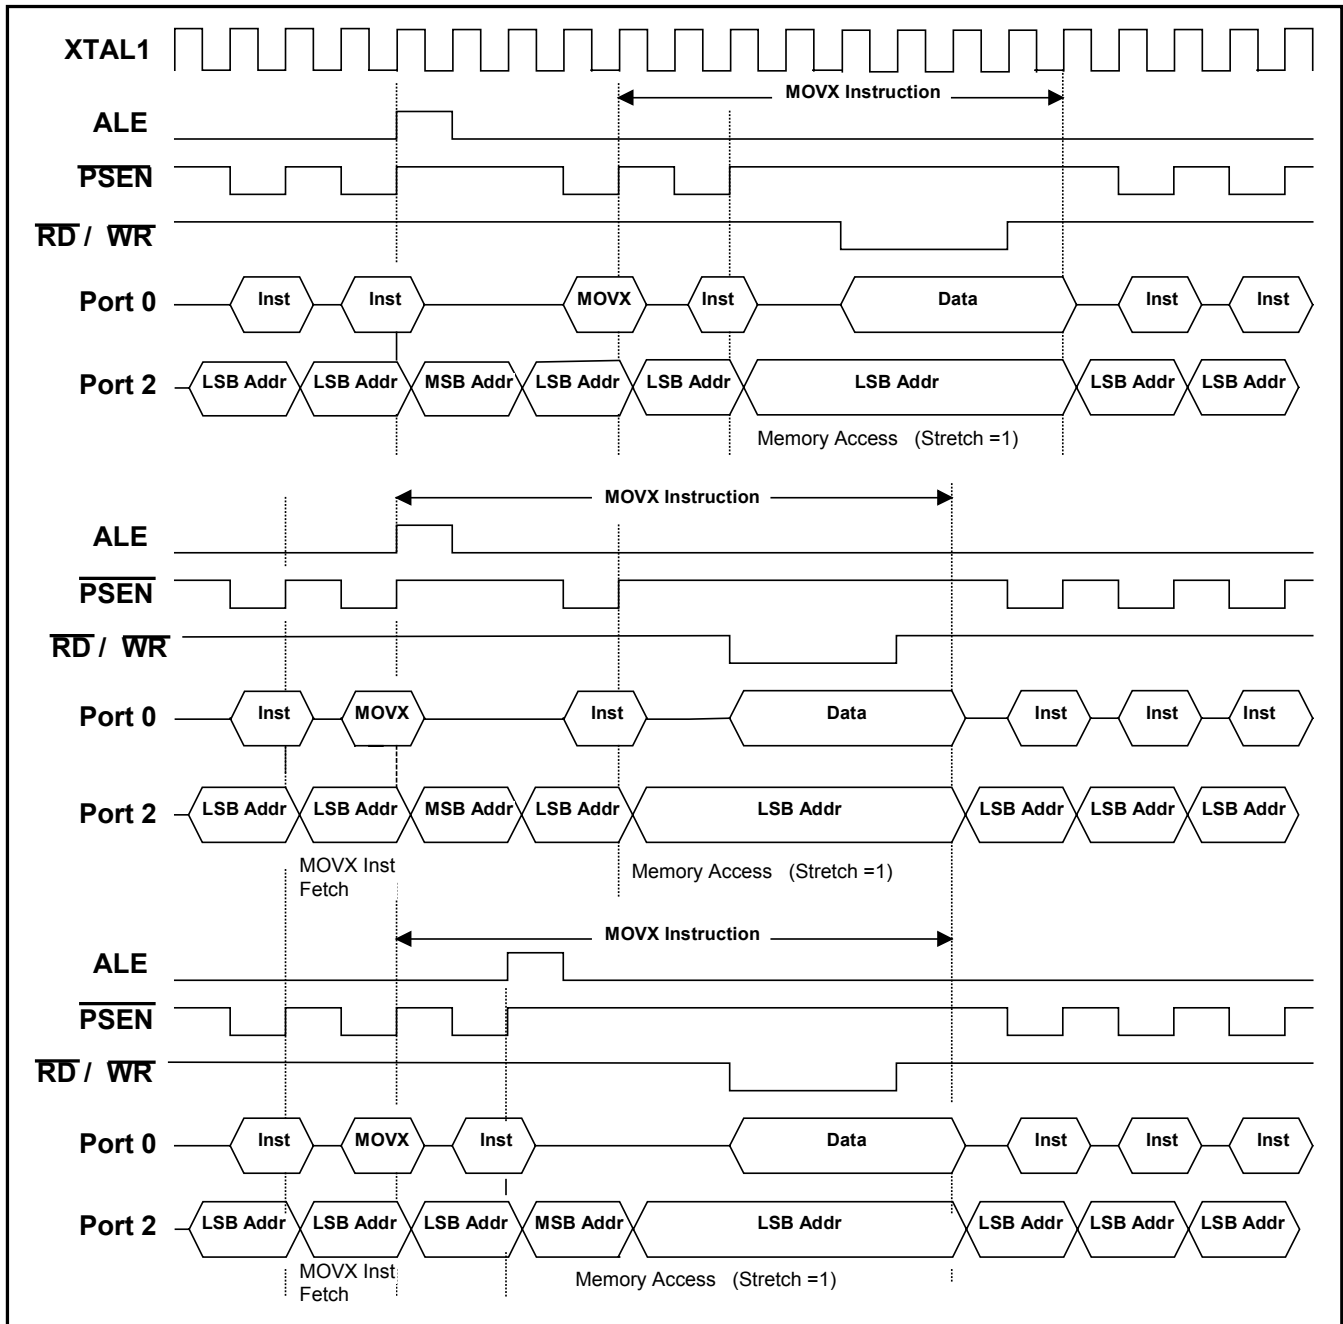 XTAL1
MOVX Instruction
ALE
PSEN
RD / WR
Port 0 Inst Inst MOVX Inst Data Inst Inst
Port 2 LSB Addr LSB Addr MSB Addr LSB Addr LSB Addr LSB Addr LSB Addr LSB Addr
Memory Access (Stretch =1)
MOVX Instruction
ALE
PSEN
RD / WR
Port 0 Inst MOVX Inst Data Inst Inst Inst
Port 2 LSB Addr LSB Addr MSB Addr LSB Addr LSB Addr LSB Addr LSB Addr LSB Addr
MOVX Inst
Fetch
Memory Access (Stretch =1)
MOVX Instruction
ALE
PSEN
RD / WR
Port 0 Inst MOVX Inst Data Inst Inst Inst
Port 2 LSB Addr LSB Addr LSB Addr MSB Addr LSB Addr LSB Addr LSB Addr LSB Addr
MOVX Inst
Fetch
Memory Access (Stretch =1)